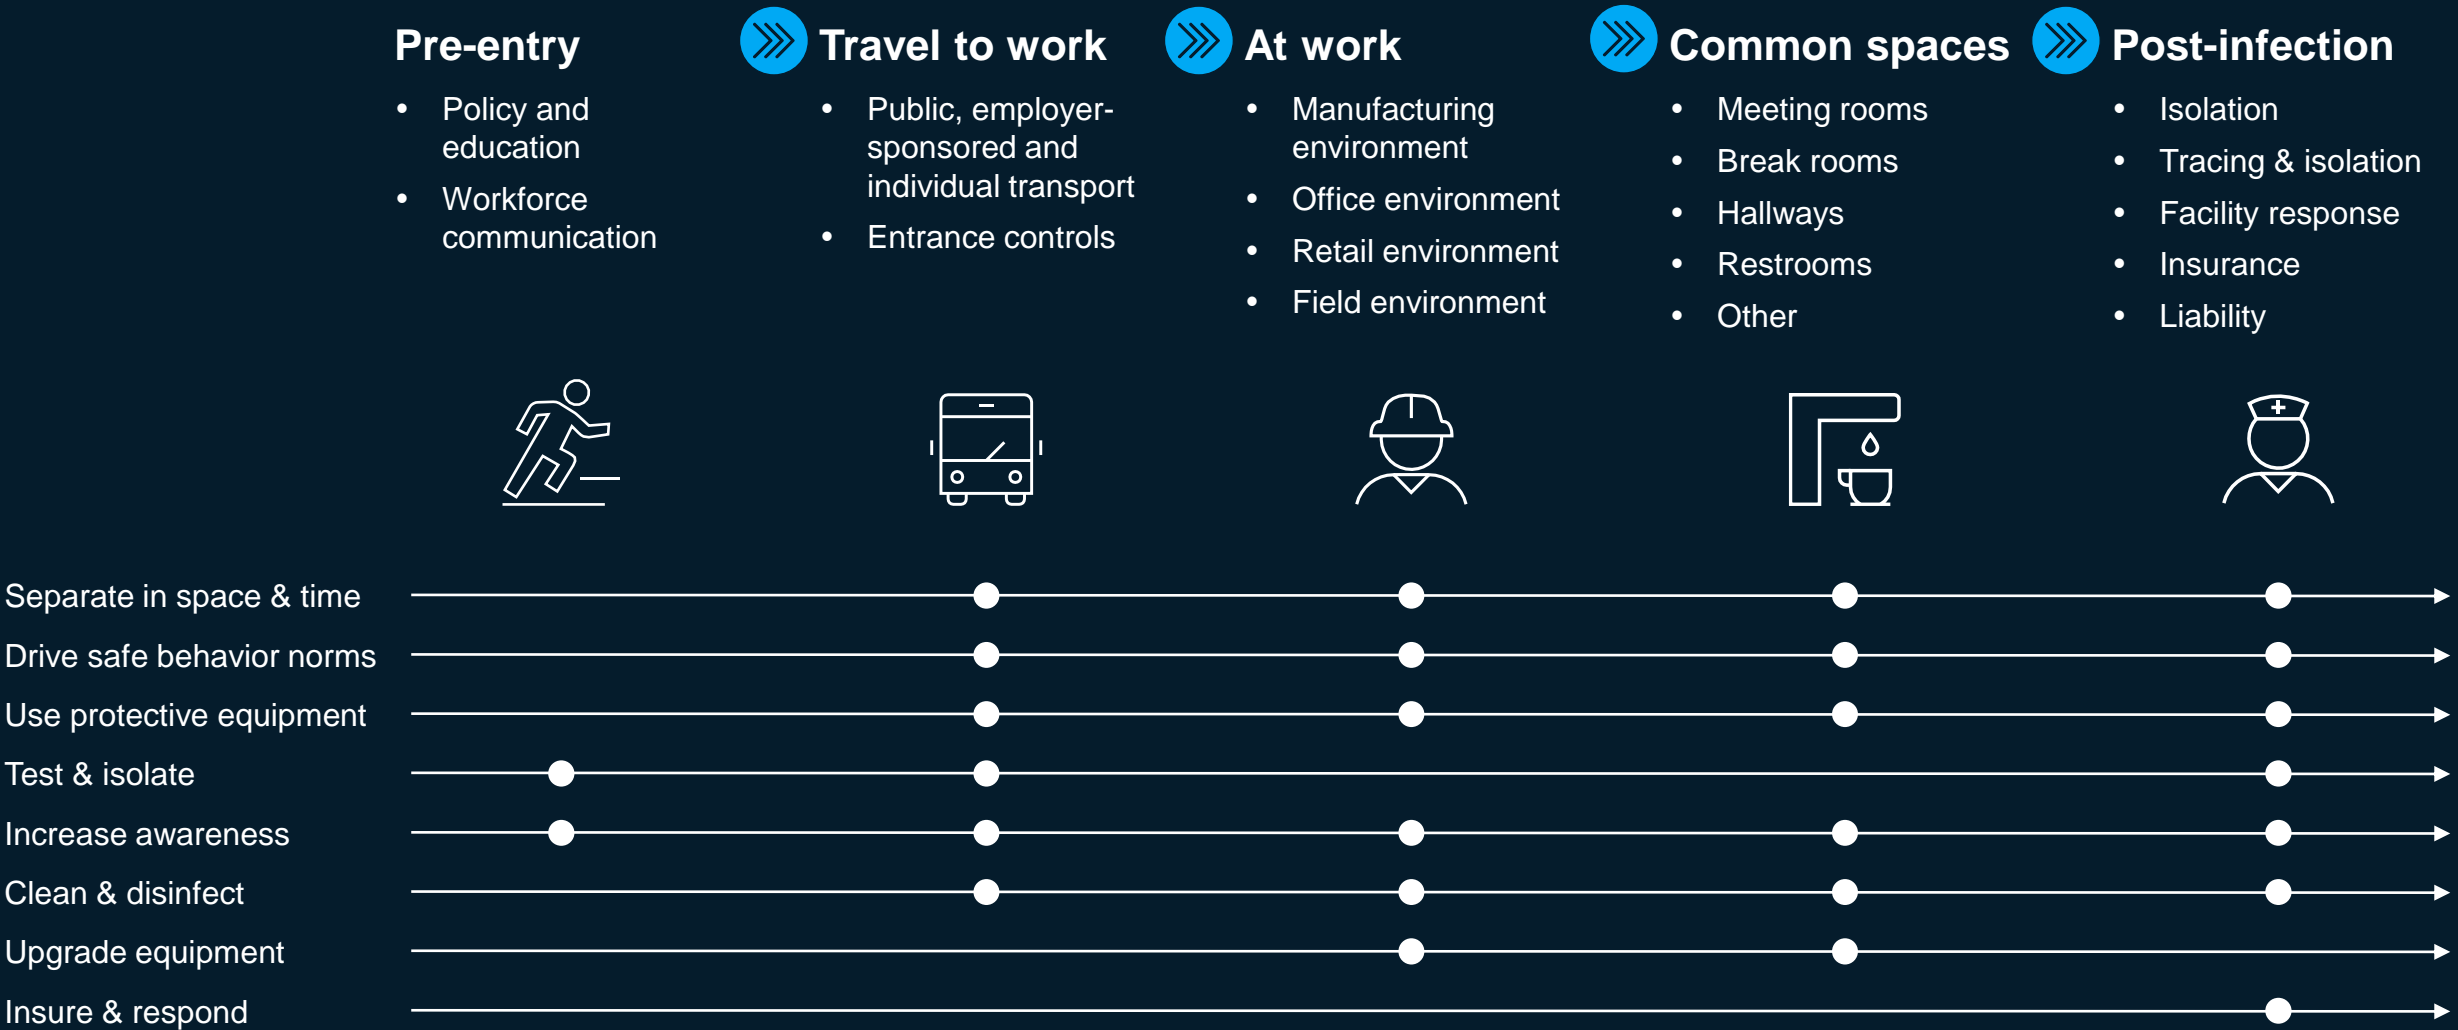 Pre-entry
• Policy and
education
• Workforce
communication
Travel to work
• Public, employer-
sponsored and
individual transport
• Entrance controls
At work
• Manufacturing
environment
• Office environment
• Retail environment
• Field environment
Common spaces
• Meeting rooms
• Break rooms
• Hallways
• Restrooms
• Other
Post-infection
• Isolation
• Tracing & isolation
• Facility response
• Insurance
• Liability
Separate in space & time
Drive safe behavior norms
Use protective equipment
Test & isolate
Increase awareness
Clean & disinfect
Upgrade equipment
Insure & respond